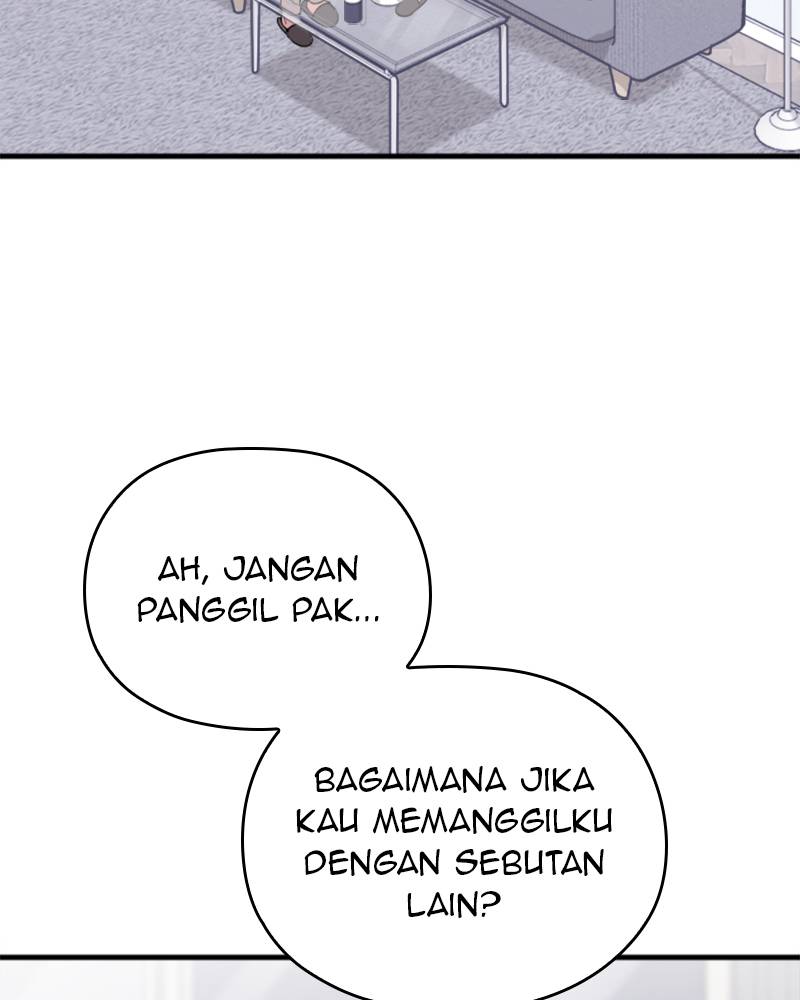 AH, JANGAN
PANGGIL PAK...
BAGAIMANA JIKA
KAU MEMANGGILKU
DENGAN SEBUTAN
LAIN?